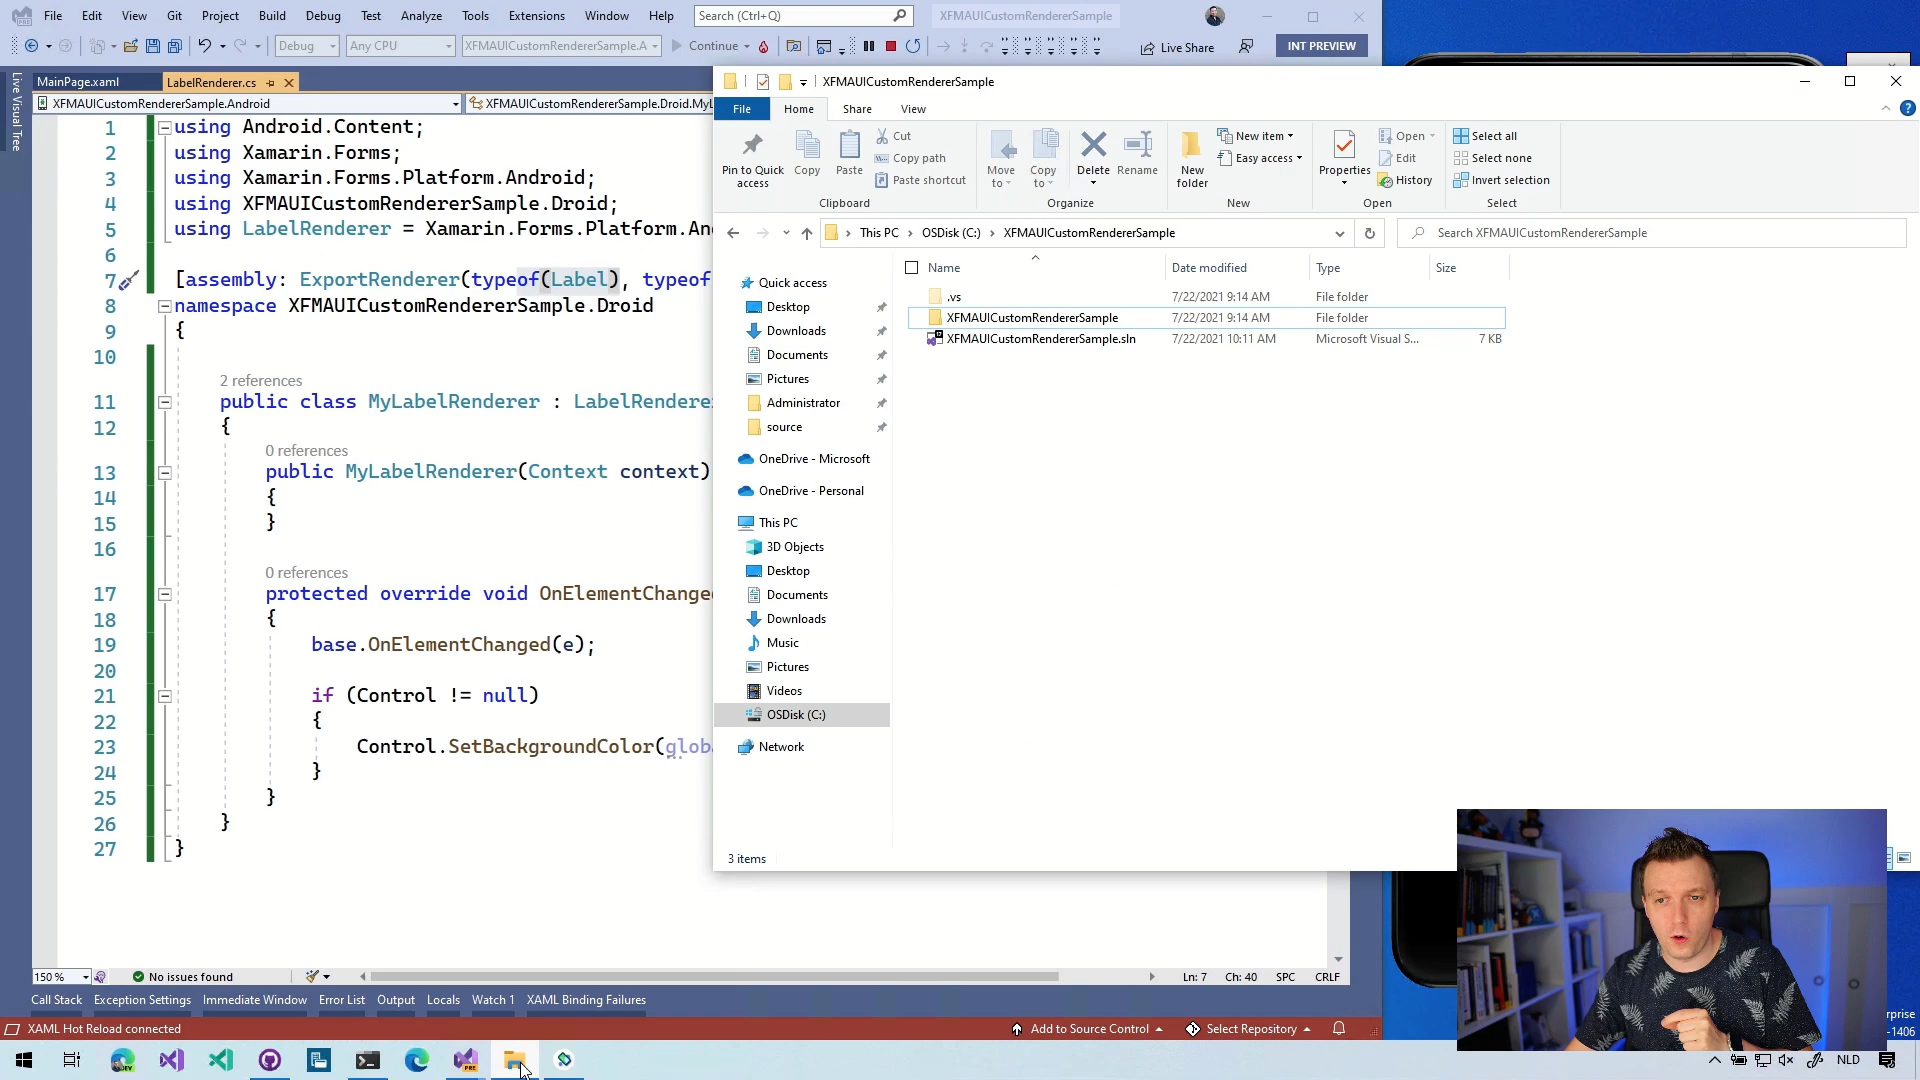 File Edit View Git Project Build Debug Test Analyze Tools Extensions Window Help Search (Ctrl+Q) XFMAUICustomRendererSample
Debug Any CPU XFMAUICustomRendererSample.A Continue Live Share INT PREVIEW
Live Visual Tree
MainPage.xaml LabelRenderer.cs
XFMAUICustomRendererSample.Android XFMAUICustomRendererSample.Droid.MyL
1 using Android.Content;
2 using Xamarin.Forms;
3 using Xamarin.Forms.Platform.Android;
4 using XFMAUICustomRendererSample.Droid;
5 using LabelRenderer = Xamarin.Forms.Platform.An
6
7 [assembly: ExportRenderer(typeof(Label), typeof
8 namespace XFMAUICustomRendererSample.Droid
9 {
10
2 references
11 public class MyLabelRenderer : LabelRendere
12 {
0 references
13 public MyLabelRenderer(Context context)
14 {
15 }
16
0 references
17 protected override void OnElementChange
18 {
19 base.OnElementChanged(e);
20
21 if (Control != null)
22 {
23 Control.SetBackgroundColor(glob
24 }
25 }
26 }
27 }
150 % No issues found Ln: 7 Ch: 40 SPC CRLF
Call Stack Exception Settings Immediate Window Error List Output Locals Watch 1 XAML Binding Failures
XAML Hot Reload connected Add to Source Control Select Repository
XFMAUICustomRendererSample
File Home Share View
Pin to Quick access
Copy
Paste
Cut
Copy path
Paste shortcut
Clipboard
Move to
Copy to
Delete
Rename
Organize
New folder
New item
Easy access
New
Properties
Open
Edit
History
Open
Select all
Select none
Invert selection
Select
This PC OSDisk (C:) XFMAUICustomRendererSample Search XFMAUICustomRendererSample
Quick access
Desktop
Downloads
Documents
Pictures
Administrator
source
OneDrive - Microsoft
OneDrive - Personal
This PC
3D Objects
Desktop
Documents
Downloads
Music
Pictures
Videos
OSDisk (C:)
Network
Name Date modified Type Size
.vs 7/22/2021 9:14 AM File folder
XFMAUICustomRendererSample 7/22/2021 9:14 AM File folder
XFMAUICustomRendererSample.sln 7/22/2021 10:11 AM Microsoft Visual S... 7 KB
3 items
prise
-1406
DEV
PRE
NLD